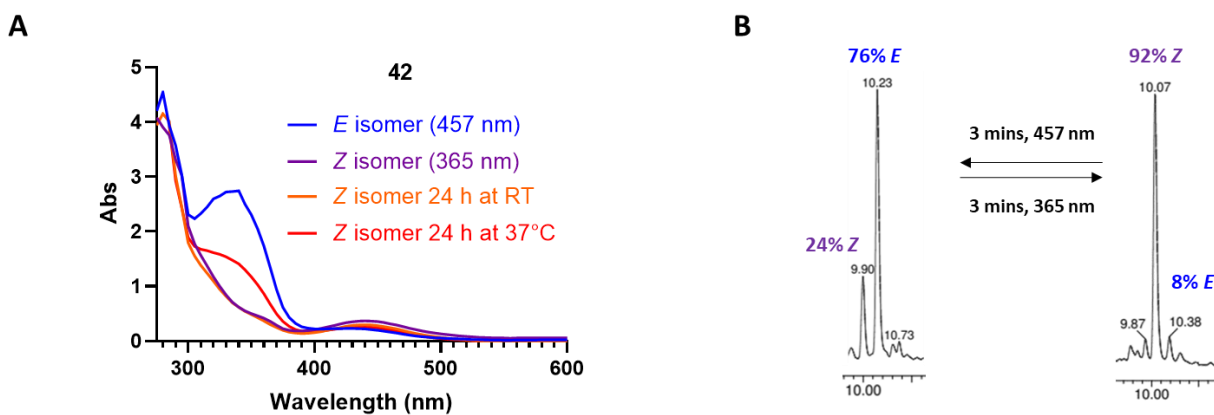 A
42
5
4
3
2
1
0
Abs
E isomer (457 nm)
Z isomer (365 nm)
Z isomer 24 h at RT
Z isomer 24 h at 37°C
300
400
500
600
Wavelength (nm)
B
76% E
10.23
24% Z
9.90
10.73
10.00
3 mins, 457 nm
3 mins, 365 nm
92% Z
10.07
8% E
9.87
10.38
10.00